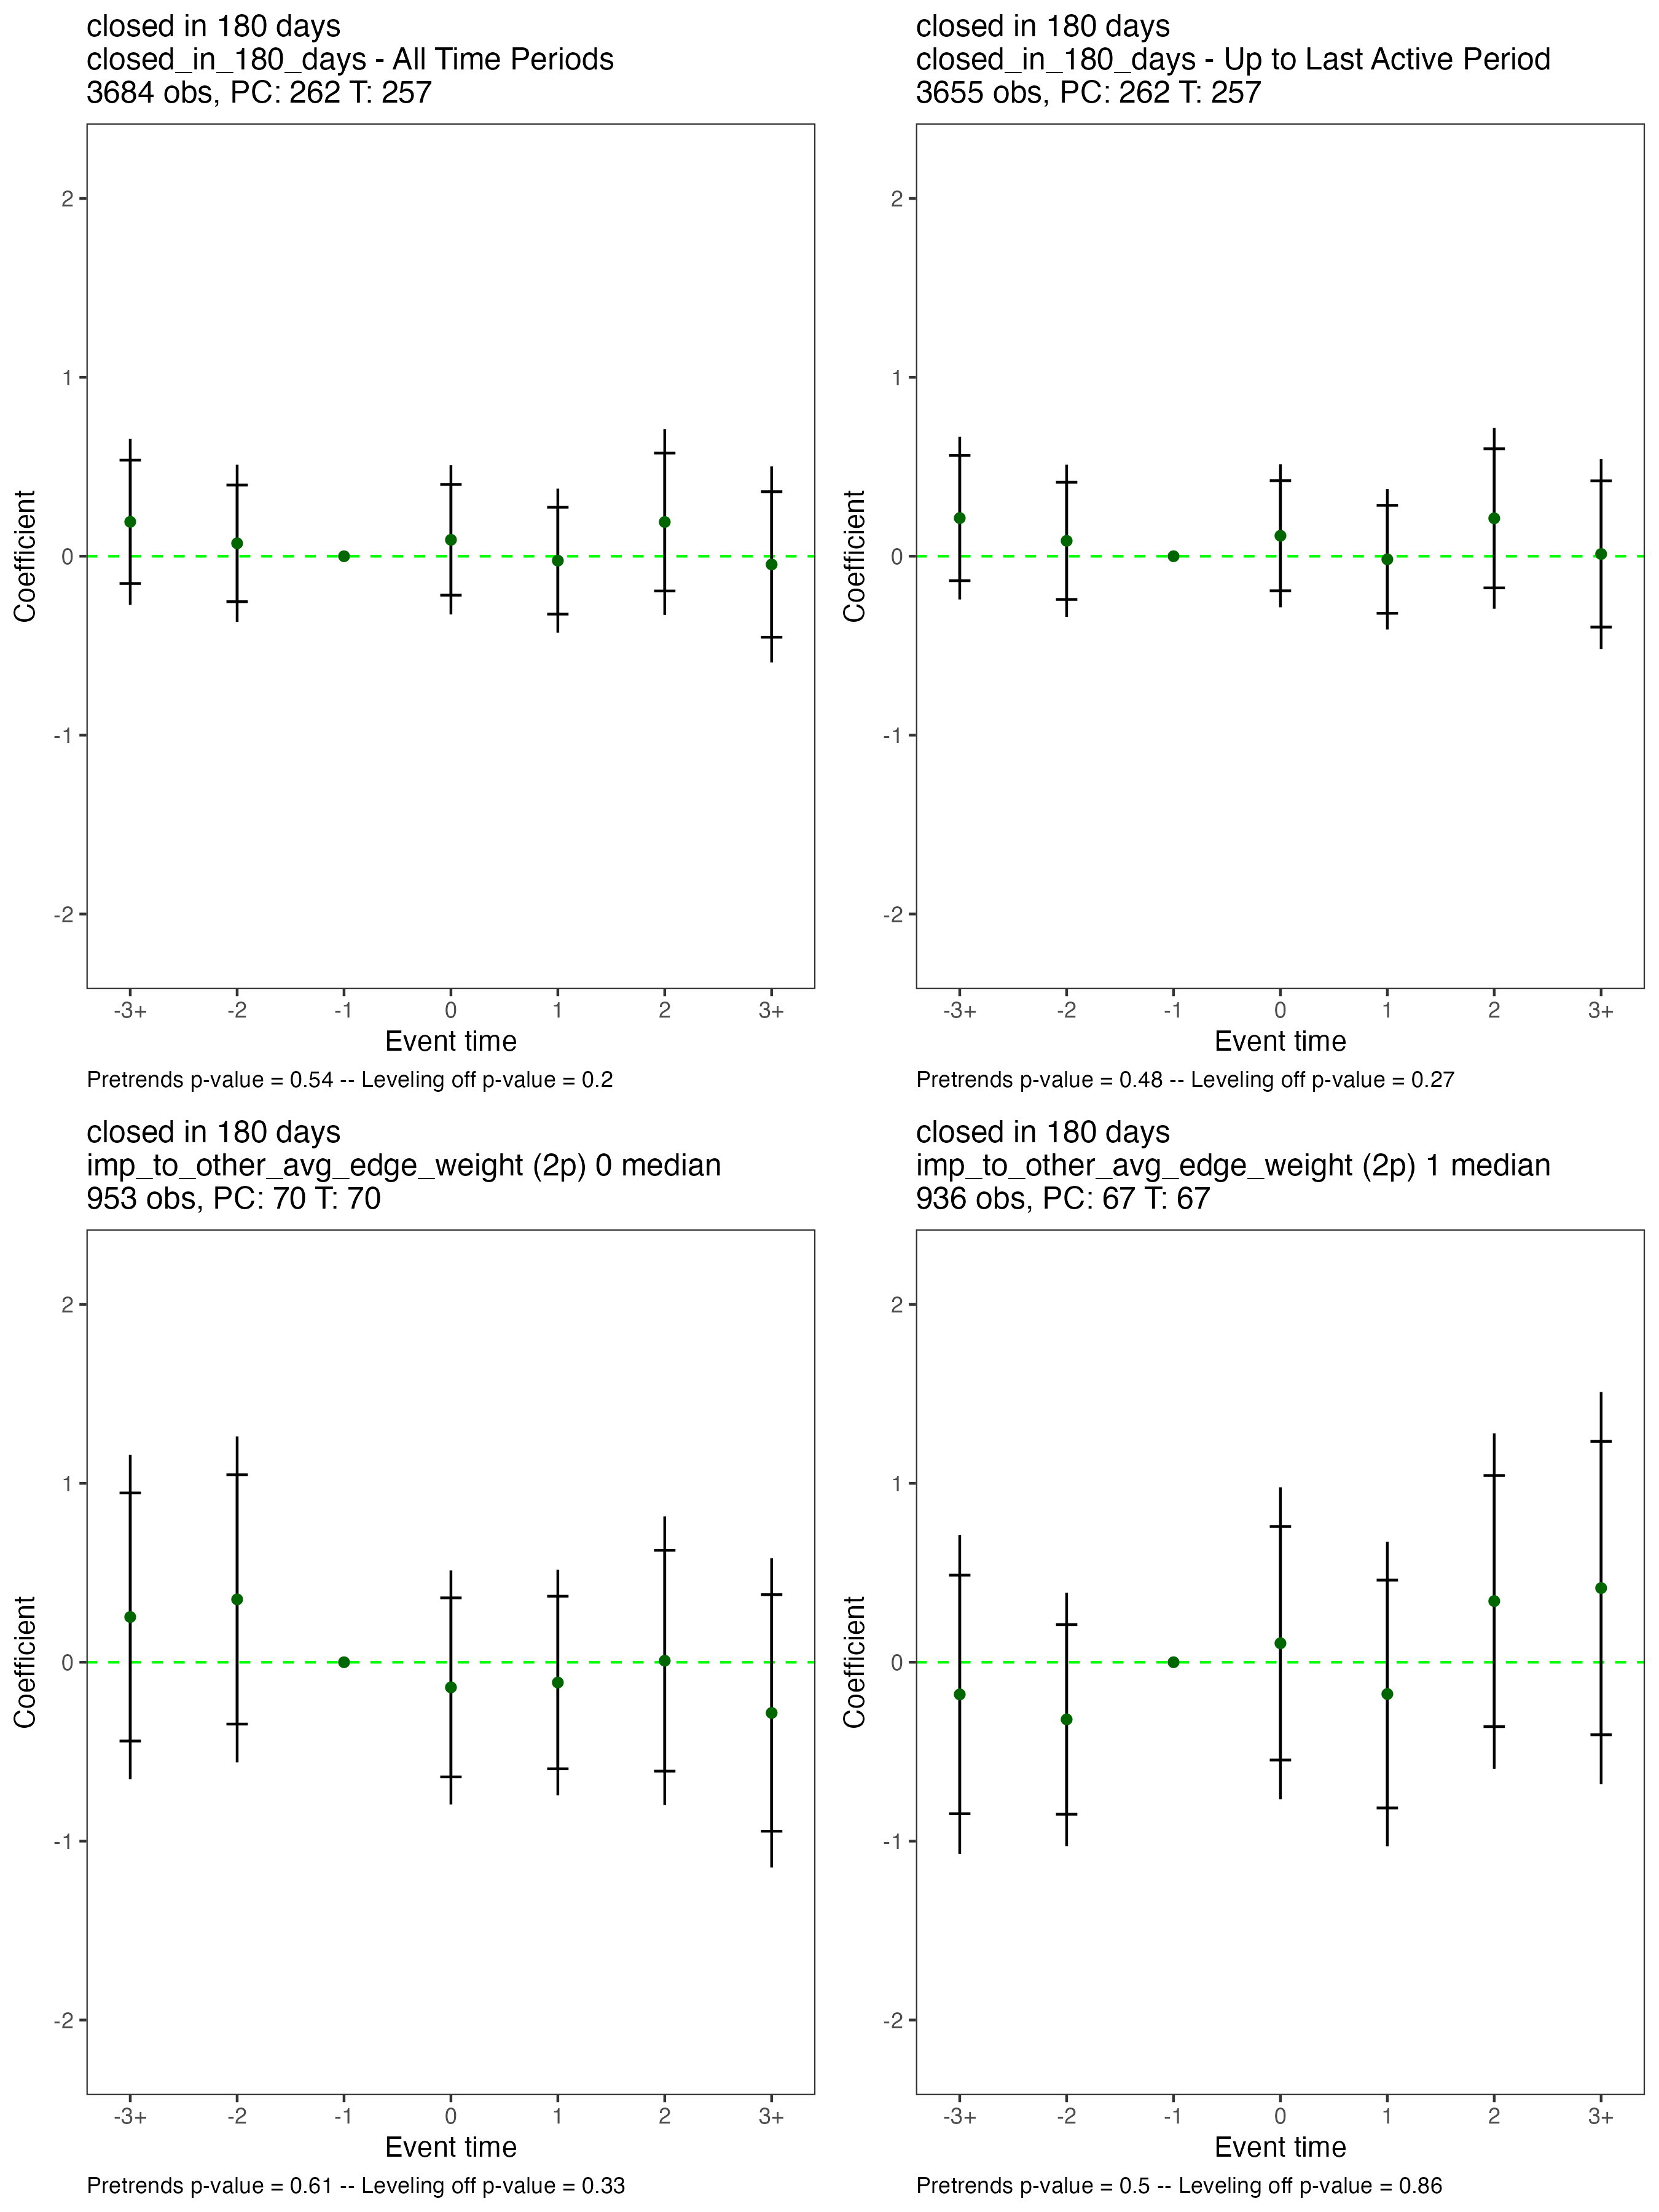 closed in 180 days
closed_in_180_days - All Time Periods
3684 obs, PC: 262 T: 257
2
1
0
-1
-2
Coefficient
-3+ -2 -1 0 1 2 3+
Event time
Pretrends p-value = 0.54 -- Leveling off p-value = 0.2
closed in 180 days
closed_in_180_days - Up to Last Active Period
3655 obs, PC: 262 T: 257
2
1
0
-1
-2
Coefficient
-3+ -2 -1 0 1 2 3+
Event time
Pretrends p-value = 0.48 -- Leveling off p-value = 0.27
closed in 180 days
imp_to_other_avg_edge_weight (2p) 0 median
953 obs, PC: 70 T: 70
2
1
0
-1
-2
Coefficient
-3+ -2 -1 0 1 2 3+
Event time
Pretrends p-value = 0.61 -- Leveling off p-value = 0.33
closed in 180 days
imp_to_other_avg_edge_weight (2p) 1 median
936 obs, PC: 67 T: 67
2
1
0
-1
-2
Coefficient
-3+ -2 -1 0 1 2 3+
Event time
Pretrends p-value = 0.5 -- Leveling off p-value = 0.86